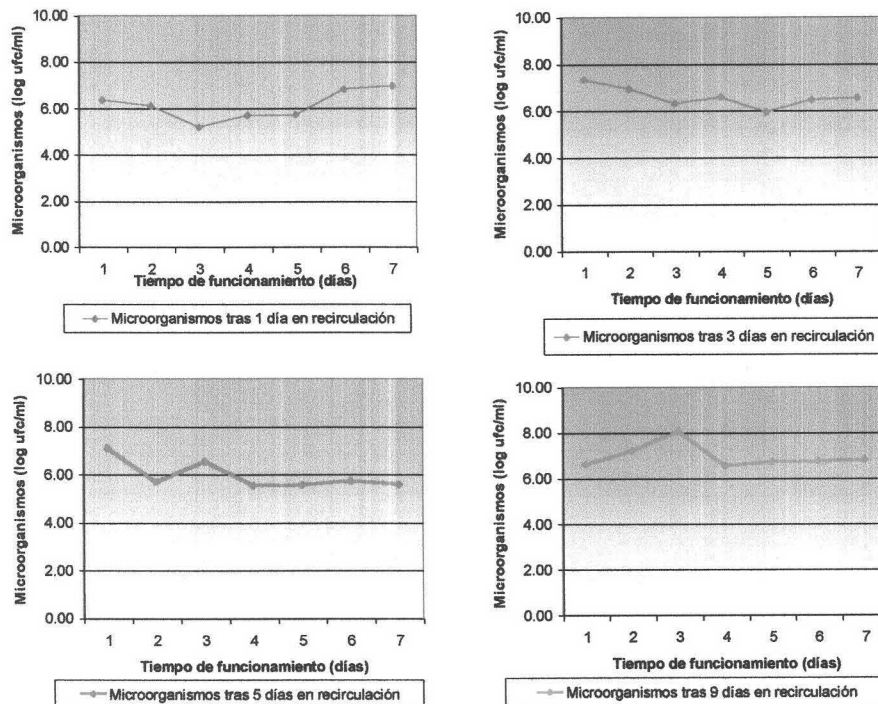 Microorganismos (log ufc/ml)
10.00
8.00
6.00
4.00
2.00
0.00
1 2 3 4 5 6 7
Tiempo de funcionamiento (días)
Microorganismos tras 1 día en recirculación
Microorganismos (log ufc/ml)
10.00
8.00
6.00
4.00
2.00
0.00
1 2 3 4 5 6 7
Tiempo de funcionamiento (días)
Microorganismos tras 3 días en recirculación
Microorganismos (log ufc/ml)
10.00
8.00
6.00
4.00
2.00
0.00
1 2 3 4 5 6 7
Tiempo de funcionamiento (días)
Microorganismos tras 5 días en recirculación
Microorganismos (log ufc/ml)
10.00
8.00
6.00
4.00
2.00
0.00
1 2 3 4 5 6 7
Tiempo de funcionamiento (días)
Microorganismos tras 9 días en recirculación